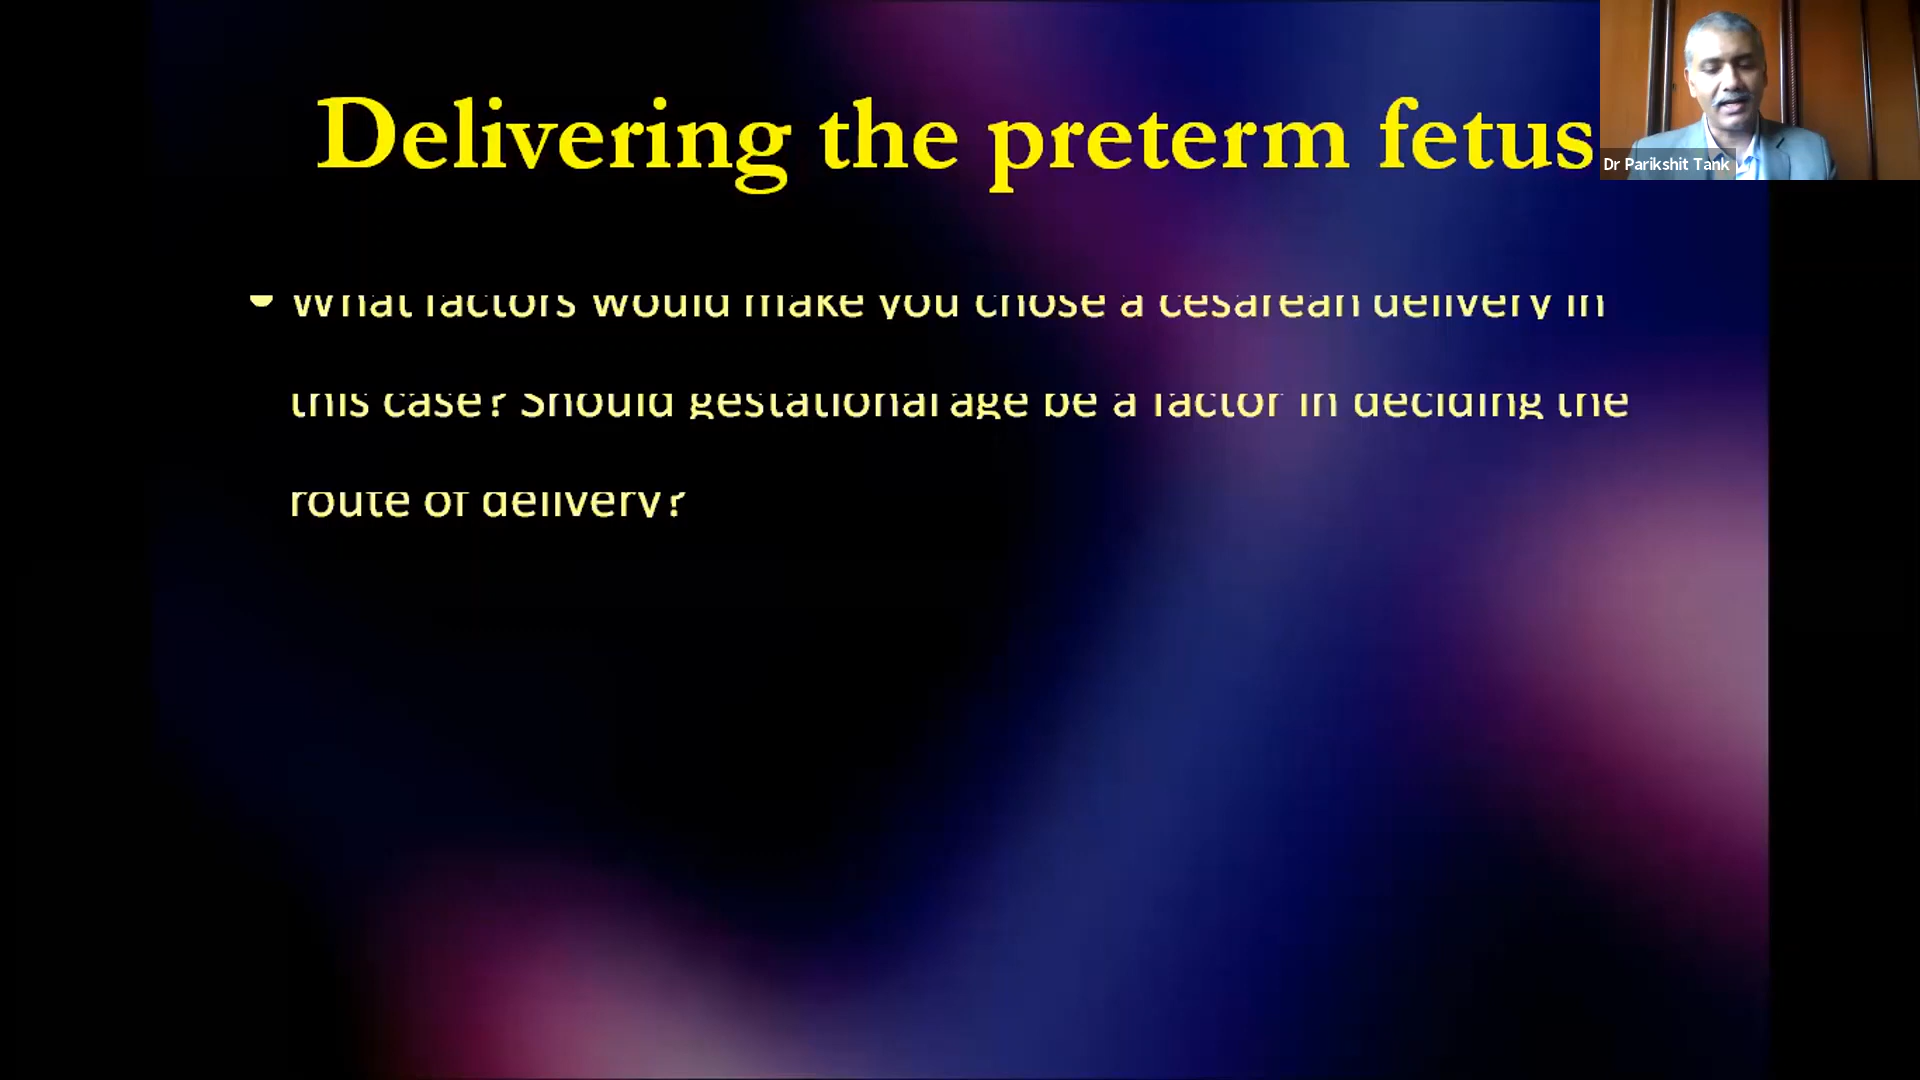 Delivering the preterm fetus
Dr Parikshit Tank
• What factors would make you chose a cesarean delivery in
this case? Should gestational age be a factor in deciding the
route of delivery?